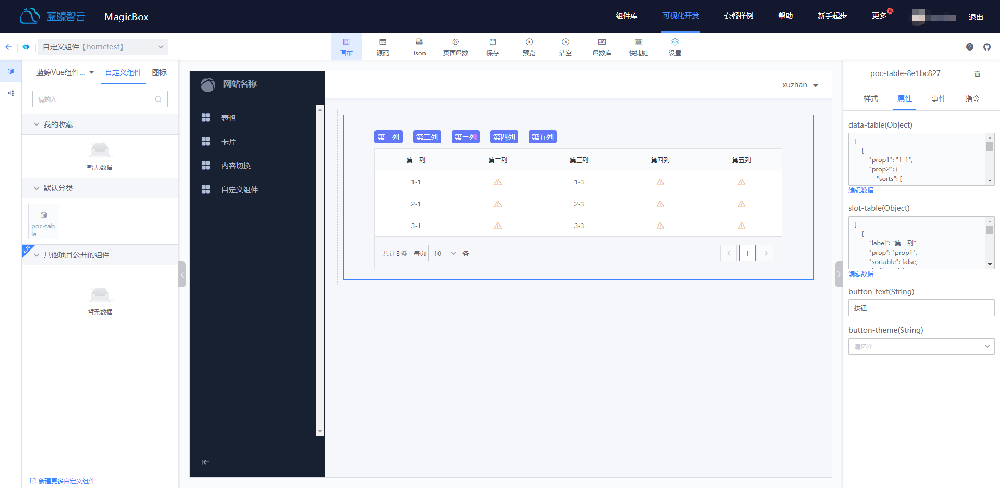 蓝鲸智云 MagicBox 组件库 可视化开发 套餐样例 帮助 新手起步 更多 N 退出
自定义组件【hometest】
画布 源码 Json 页面函数 保存 预览 清空 函数库 快捷键 设置
蓝鲸Vue组件... 自定义组件 图标
请输入
我的收藏
暂无数据
默认分类
poc-tab
le
其他项目公开的组件
暂无数据
新建更多自定义组件
网站名称
表格
卡片
内容切换
自定义组件
xuzhan
第一列 第二列 第三列 第四列 第五列
第一列 第二列 第三列 第四列 第五列
1-1 1-3
2-1 2-3
3-1 3-3
共计3条 每页 10 条 1
poc-table-8e1bc827
样式 属性 事件 指令
data-table(Object)
[
{
"prop1": "1-1",
"prop2": {
"sorts": [
编辑数据
slot-table(Object)
[
{
"label": "第一列",
"prop": "prop1",
"sortable": false,
编辑数据
button-text(String)
按钮
button-theme(String)
请选择